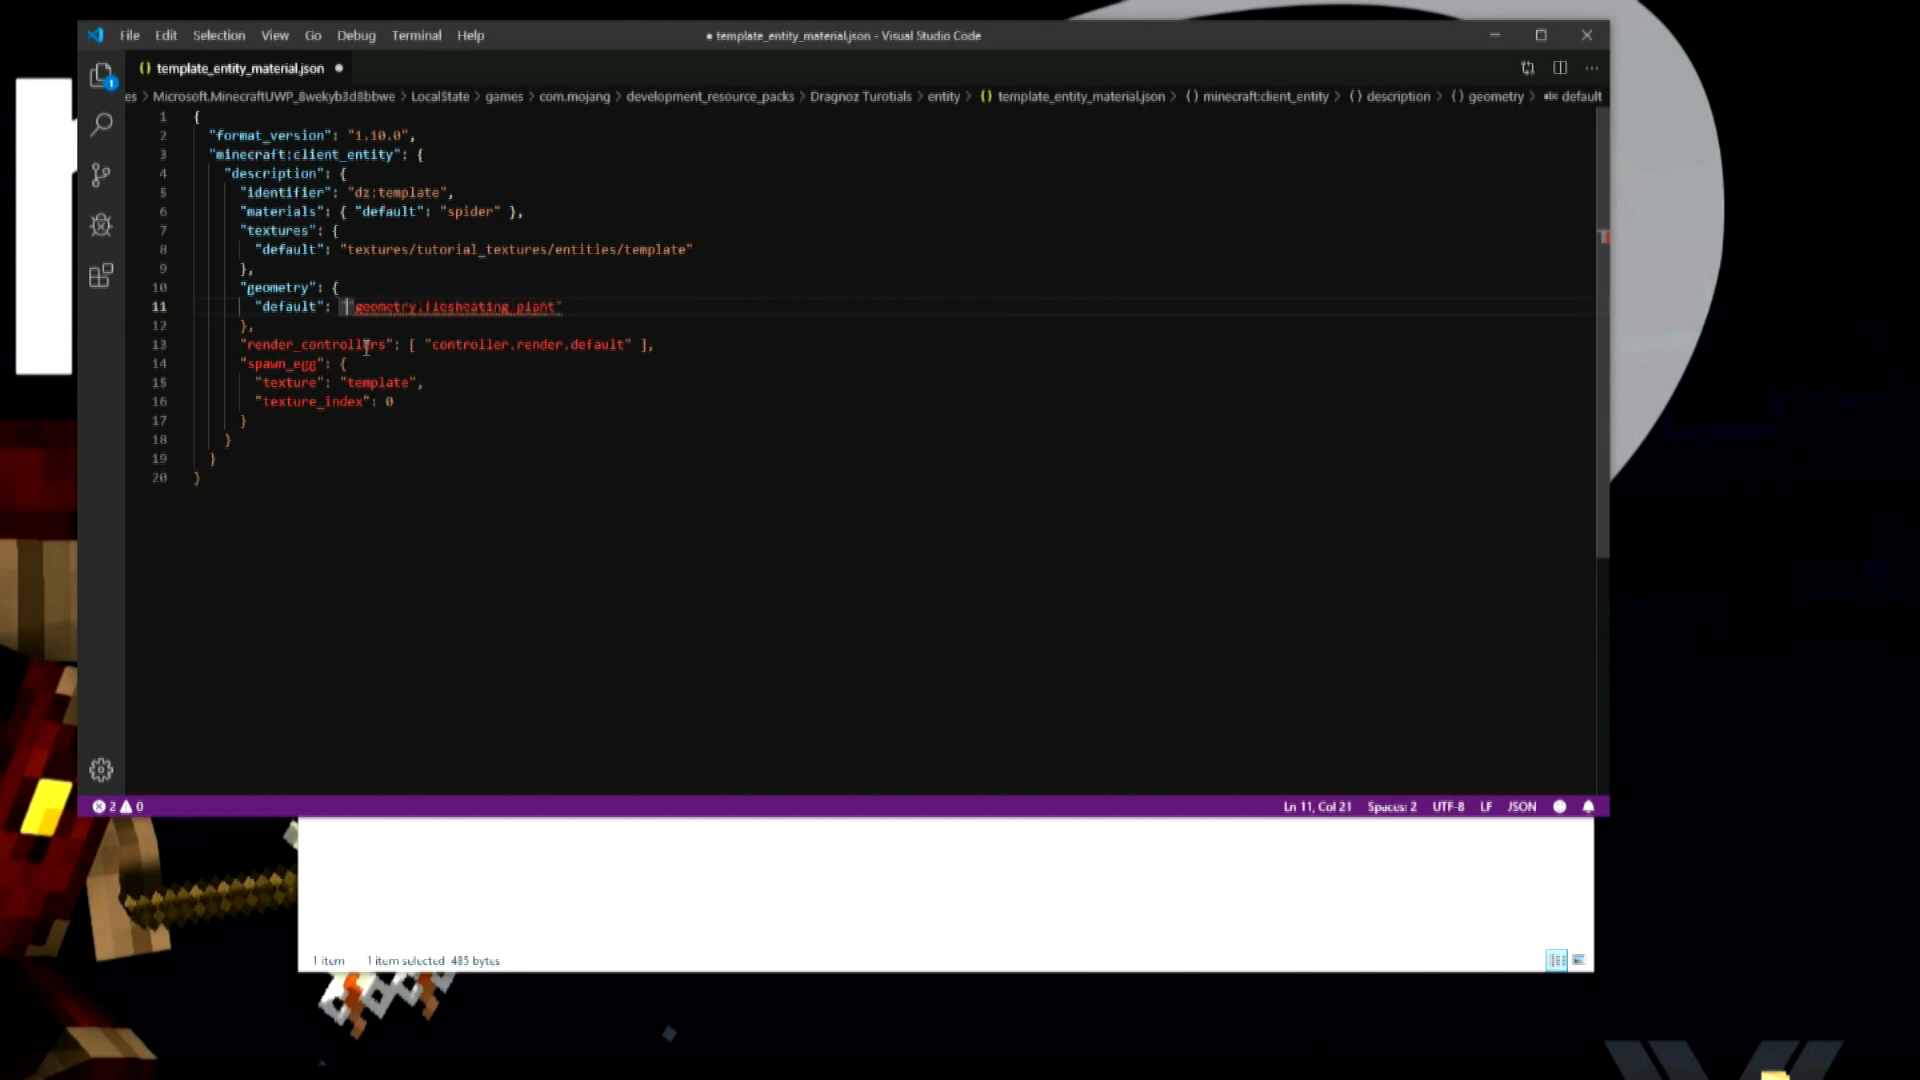 File Edit Selection View Go Debug Terminal Help
● template_entity_material.json - Visual Studio Code
{} template_entity_material.json ●
es > Microsoft.MinecraftUWP_8wekyb3d8bbwe > LocalState > games > com.mojang > development_resource_packs > Dragnoz Turotials > entity > {} template_entity_material.json > {} minecraft:client_entity > {} description > {} geometry > abc default
1 {
2 "format_version": "1.10.0",
3 "minecraft:client_entity": {
4 "description": {
5 "identifier": "dz:template",
6 "materials": { "default": "spider" },
7 "textures": {
8 "default": "textures/tutorial_textures/entities/template"
9 },
10 "geometry": {
11 "default": ""geometry.flesheating_plant"
12 },
13 "render_controllers": [ "controller.render.default" ],
14 "spawn_egg": {
15 "texture": "template",
16 "texture_index": 0
17 }
18 }
19 }
20 }
2 0
Ln 11, Col 21 Spaces: 2 UTF-8 LF JSON
1 item 1 item selected 485 bytes